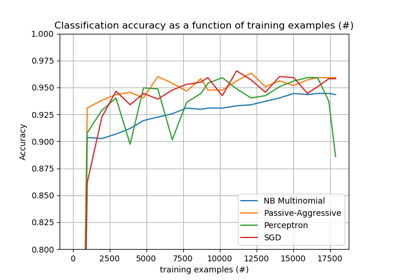 Classification accuracy as a function of training examples (#)
1.000
0.975
0.950
0.925
0.900
0.875
0.850
0.825
0.800
Accuracy
NB Multinomial
Passive-Aggressive
Perceptron
SGD
0 2500 5000 7500 10000 12500 15000 17500
training examples (#)